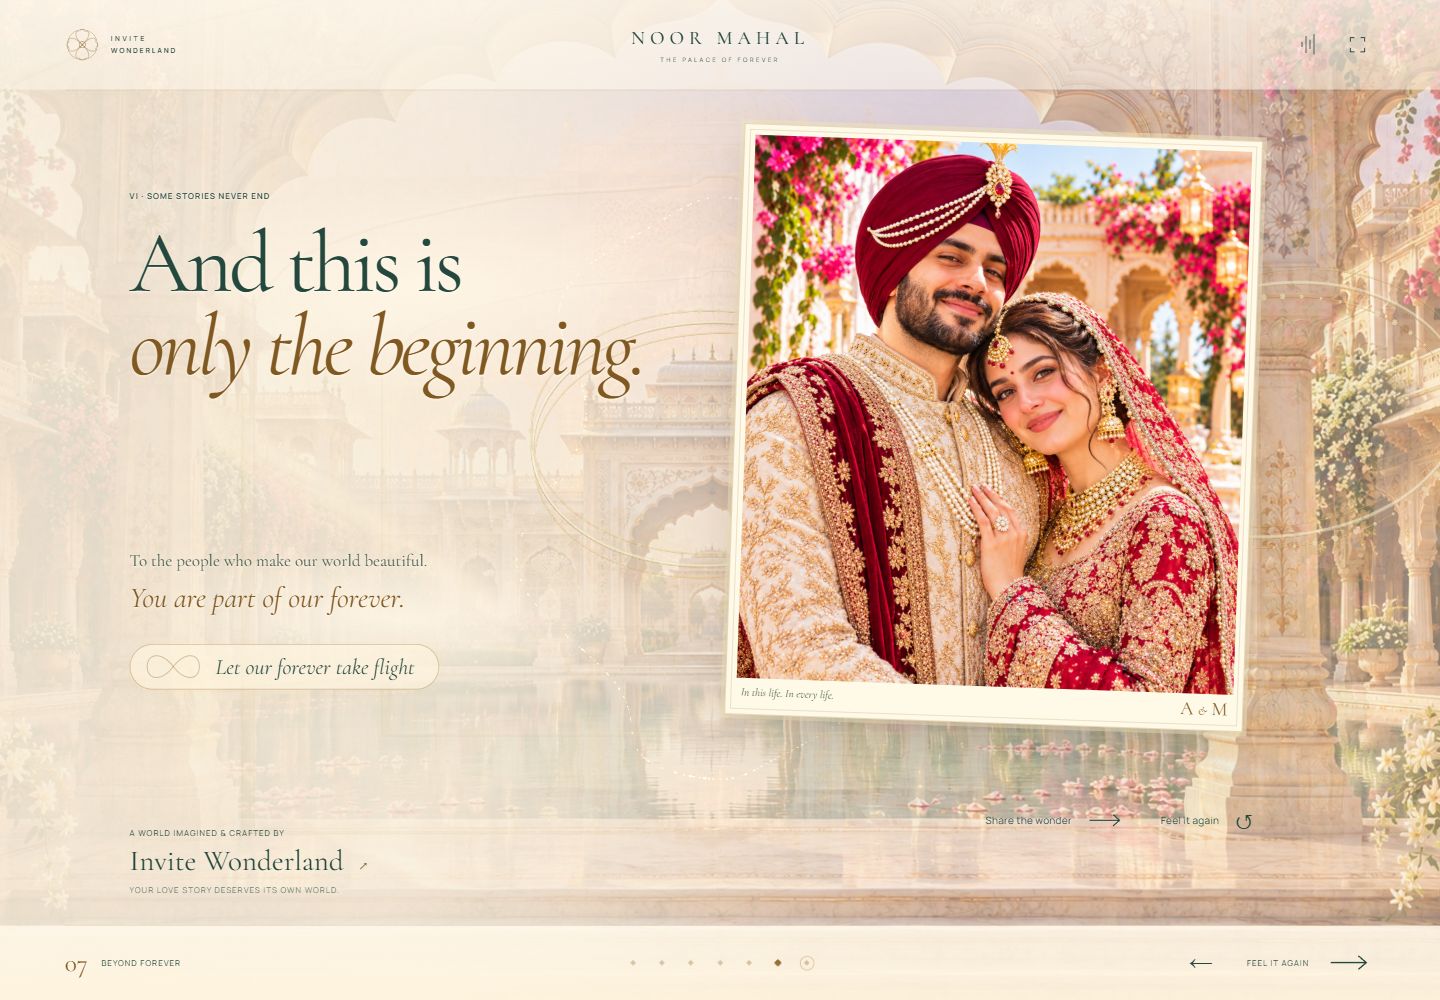 INVITE
WONDERLAND
NOOR MAHAL
THE PALACE OF FOREVER
VI · SOME STORIES NEVER END
And this is
only the beginning.
To the people who make our world beautiful.
You are part of our forever.
Let our forever take flight
In this life. In every life.
A & M
Share the wonder
Feel it again
A WORLD IMAGINED & CRAFTED BY
Invite Wonderland ↗
YOUR LOVE STORY DESERVES ITS OWN WORLD.
07 BEYOND FOREVER
FEEL IT AGAIN